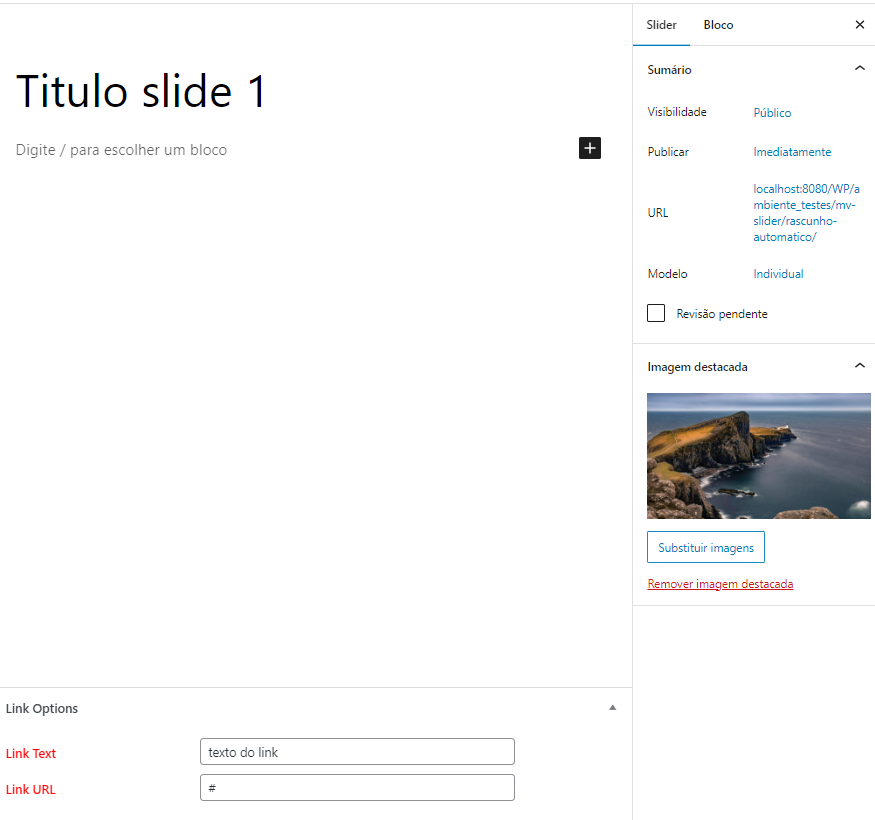 Titulo slide 1
Digite / para escolher um bloco
Link Options
Link Text
texto do link
Link URL
#
Slider
Bloco
Sumário
Visibilidade
Público
Publicar
Imediatamente
URL
localhost:8080/WP/a
mbiente_testes/mv-
slider/rascunho-
automatico/
Modelo
Individual
Revisão pendente
Imagem destacada
Substituir imagens
Remover imagem destacada